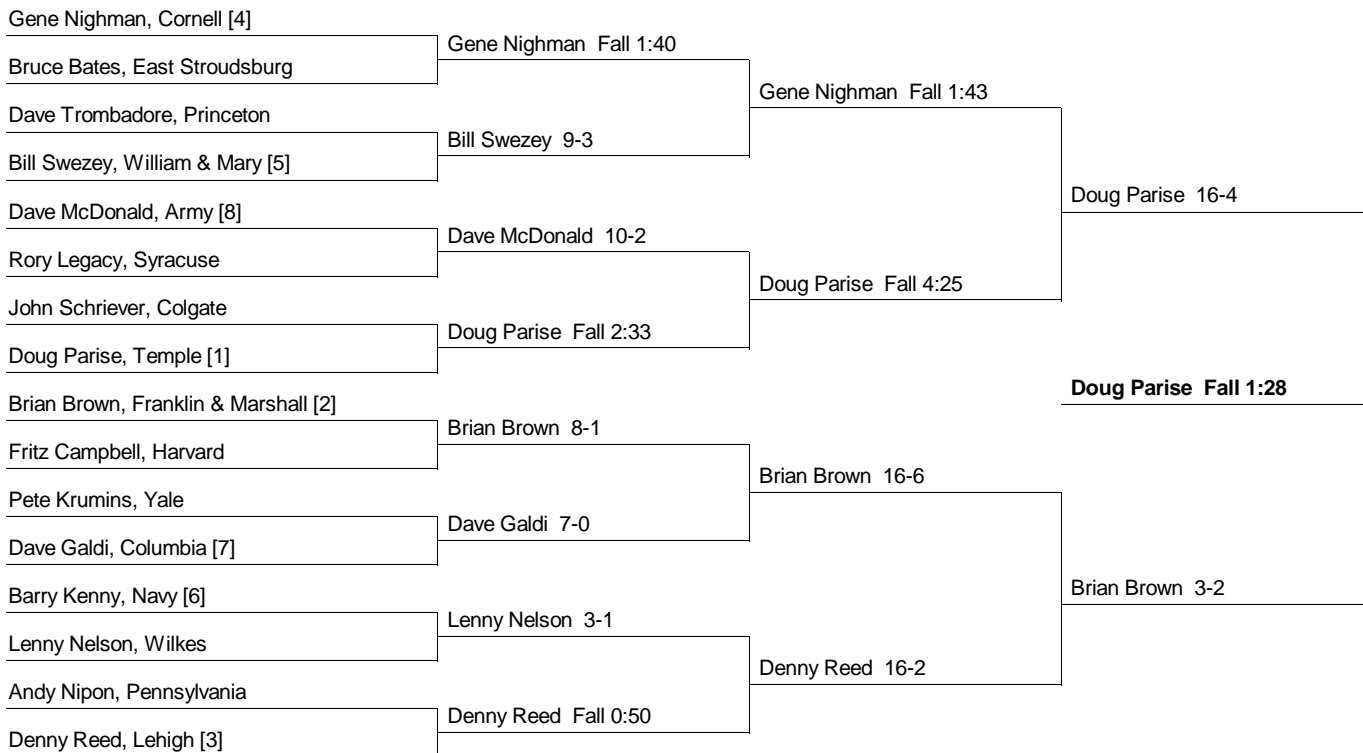 Gene Nighman, Cornell [4]
Bruce Bates, East Stroudsburg
Dave Trombadore, Princeton
Bill Swezey, William & Mary [5]
Dave McDonald, Army [8]
Rory Legacy, Syracuse
John Schriever, Colgate
Doug Parise, Temple [1]
Brian Brown, Franklin & Marshall [2]
Fritz Campbell, Harvard
Pete Krumins, Yale
Dave Galdi, Columbia [7]
Barry Kenny, Navy [6]
Lenny Nelson, Wilkes
Andy Nipon, Pennsylvania
Denny Reed, Lehigh [3]
Gene Nighman Fall 1:40
Bill Swezey 9-3
Dave McDonald 10-2
Doug Parise Fall 2:33
Brian Brown 8-1
Dave Galdi 7-0
Lenny Nelson 3-1
Denny Reed Fall 0:50
Gene Nighman Fall 1:43
Doug Parise Fall 4:25
Brian Brown 16-6
Denny Reed 16-2
Doug Parise 16-4
Doug Parise Fall 1:28
Brian Brown 3-2